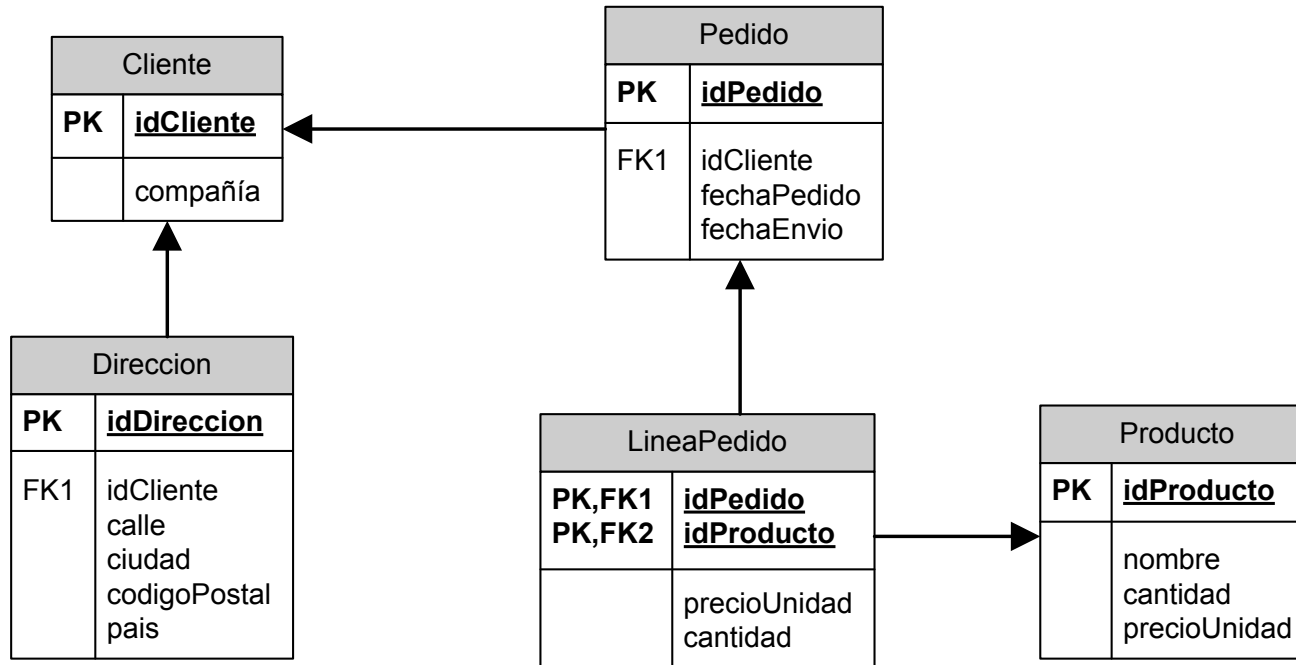 Cliente
PK idCliente
compañía
Pedido
PK idPedido
FK1 idCliente
fechaPedido
fechaEnvio
Direccion
PK idDireccion
FK1 idCliente
calle
ciudad
codigoPostal
pais
LineaPedido
PK,FK1 idPedido
PK,FK2 idProducto
precioUnidad
cantidad
Producto
PK idProducto
nombre
cantidad
precioUnidad